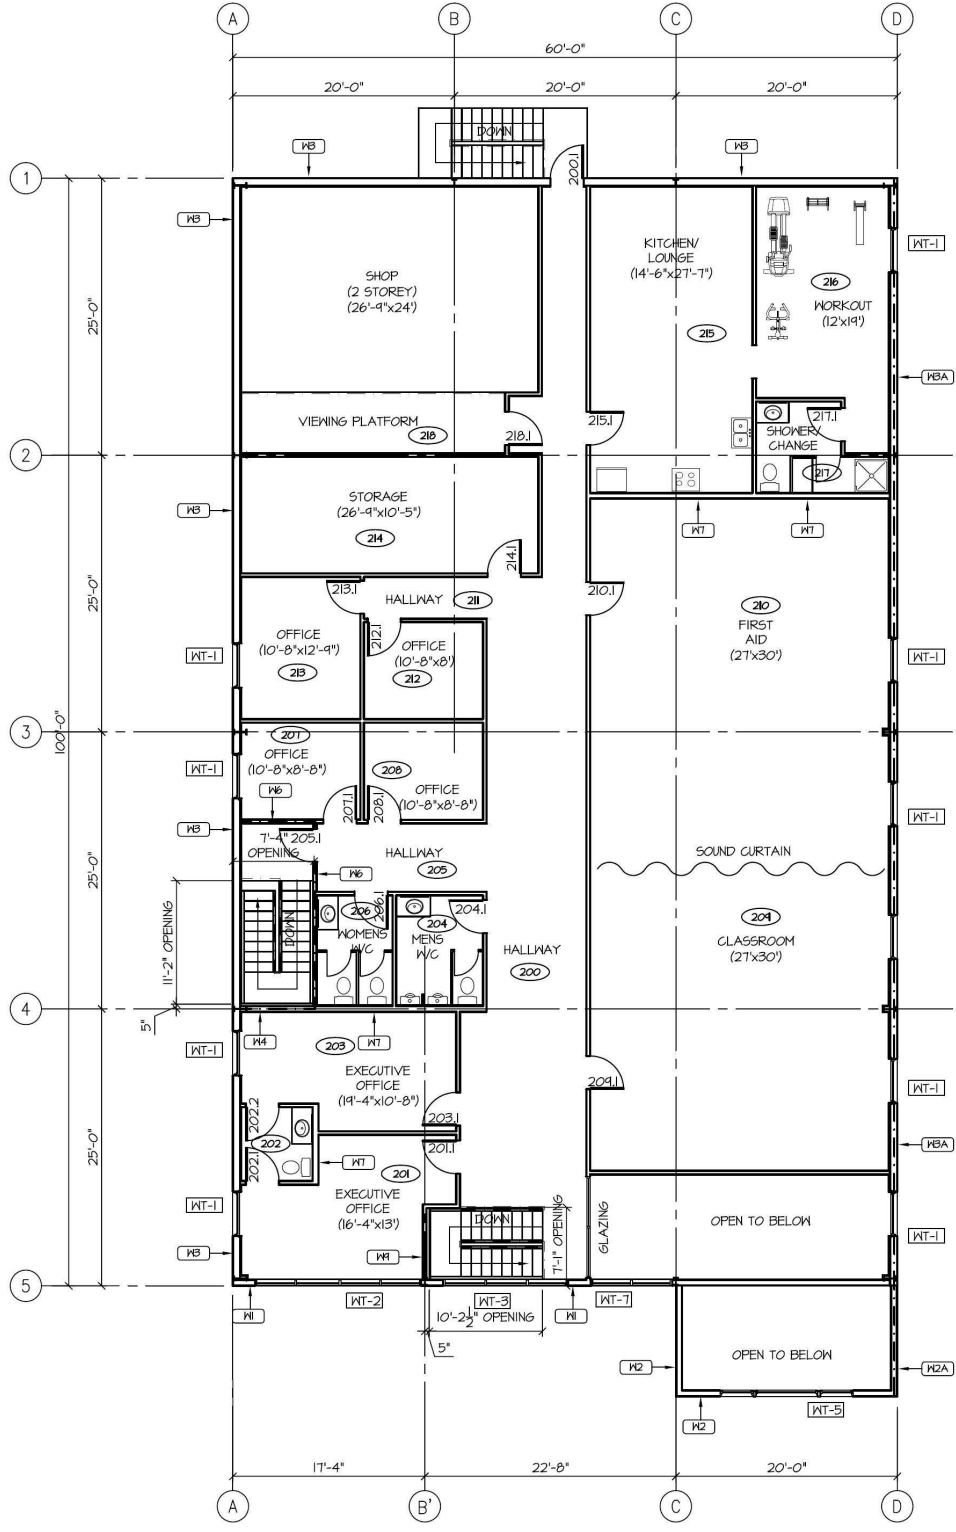 A
B
C
D
60'-0"
20'-0"
20'-0"
20'-0"
DOWN
W3
W3
200.1
1
W3
WT-1
KITCHEN/
LOUNGE
(14'-6"x27'-7")
SHOP
(2 STOREY)
(26'-9"x24')
216
WORKOUT
(12'x19')
25'-0"
215
W3A
VIEWING PLATFORM
218
218.1
215.1
217.1
SHOWER/
CHANGE
2
217
STORAGE
(26'-9"x10'-5")
W3
214
W7
W7
214.1
213.1
HALLWAY
211
210.1
210
FIRST
AID
(27'x30')
25'-0"
212.1
OFFICE
(10'-8"x12'-9")
213
OFFICE
(10'-8"x8')
212
WT-1
WT-1
3
100'-0"
207
OFFICE
(10'-8"x8'-8")
208
OFFICE
(10'-8"x8'-8")
WT-1
W6
207.1
208.1
WT-1
W3
7'-4"
OPENING
205.1
HALLWAY
205
SOUND CURTAIN
W6
25'-0"
206
206.1
WOMENS
W/C
204.1
204
MENS
W/C
209
CLASSROOM
(27'x30')
DOWN
11'-2" OPENING
HALLWAY
200
4
5"
W4
W7
WT-1
203
EXECUTIVE
OFFICE
(19'-4"x10'-8")
209.1
WT-1
202.2
203.1
202
201.1
W3A
202.1
W7
201
25'-0"
EXECUTIVE
OFFICE
(16'-4"x13')
WT-1
DOWN
7'-1" OPENING
GLAZING
OPEN TO BELOW
WT-1
W3
W9
5
W1
WT-2
WT-3
W1
WT-7
10'-2½" OPENING
5"
OPEN TO BELOW
W2
W2A
WT-5
W2
17'-4"
22'-8"
20'-0"
A
B'
C
D